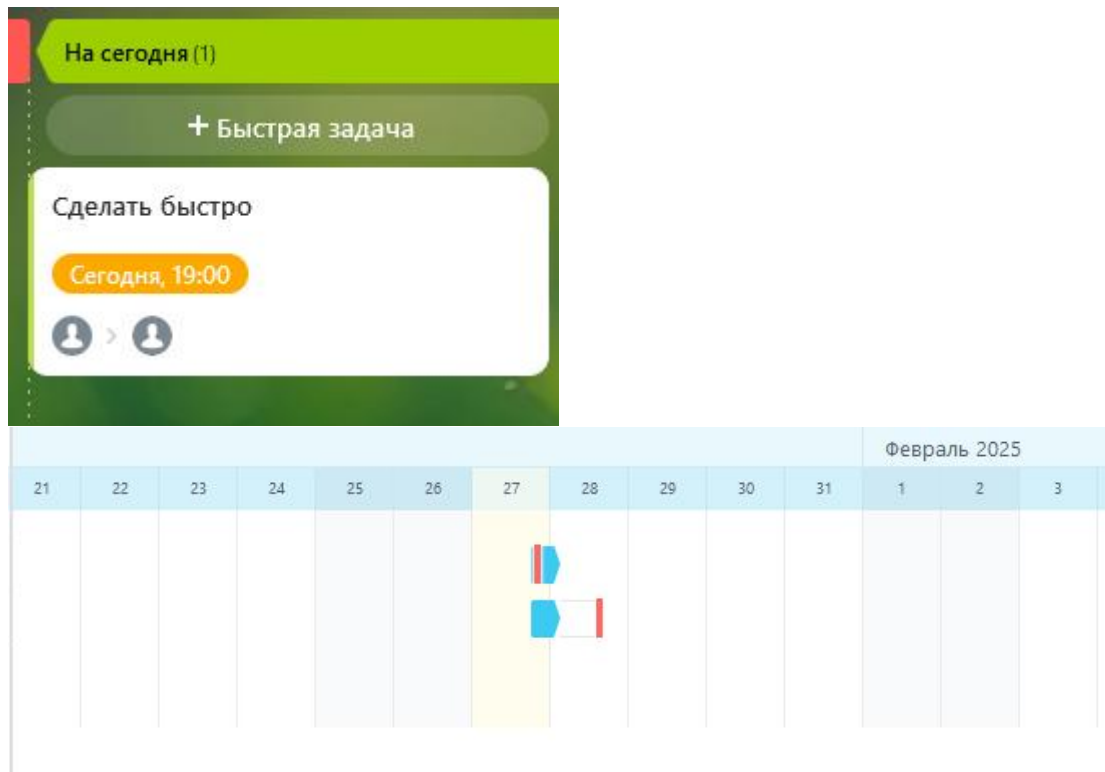 На сегодня (1)
+ Быстрая задача
Сделать быстро
Сегодня, 19:00
Февраль 2025
21 22 23 24 25 26 27 28 29 30 31 1 2 3